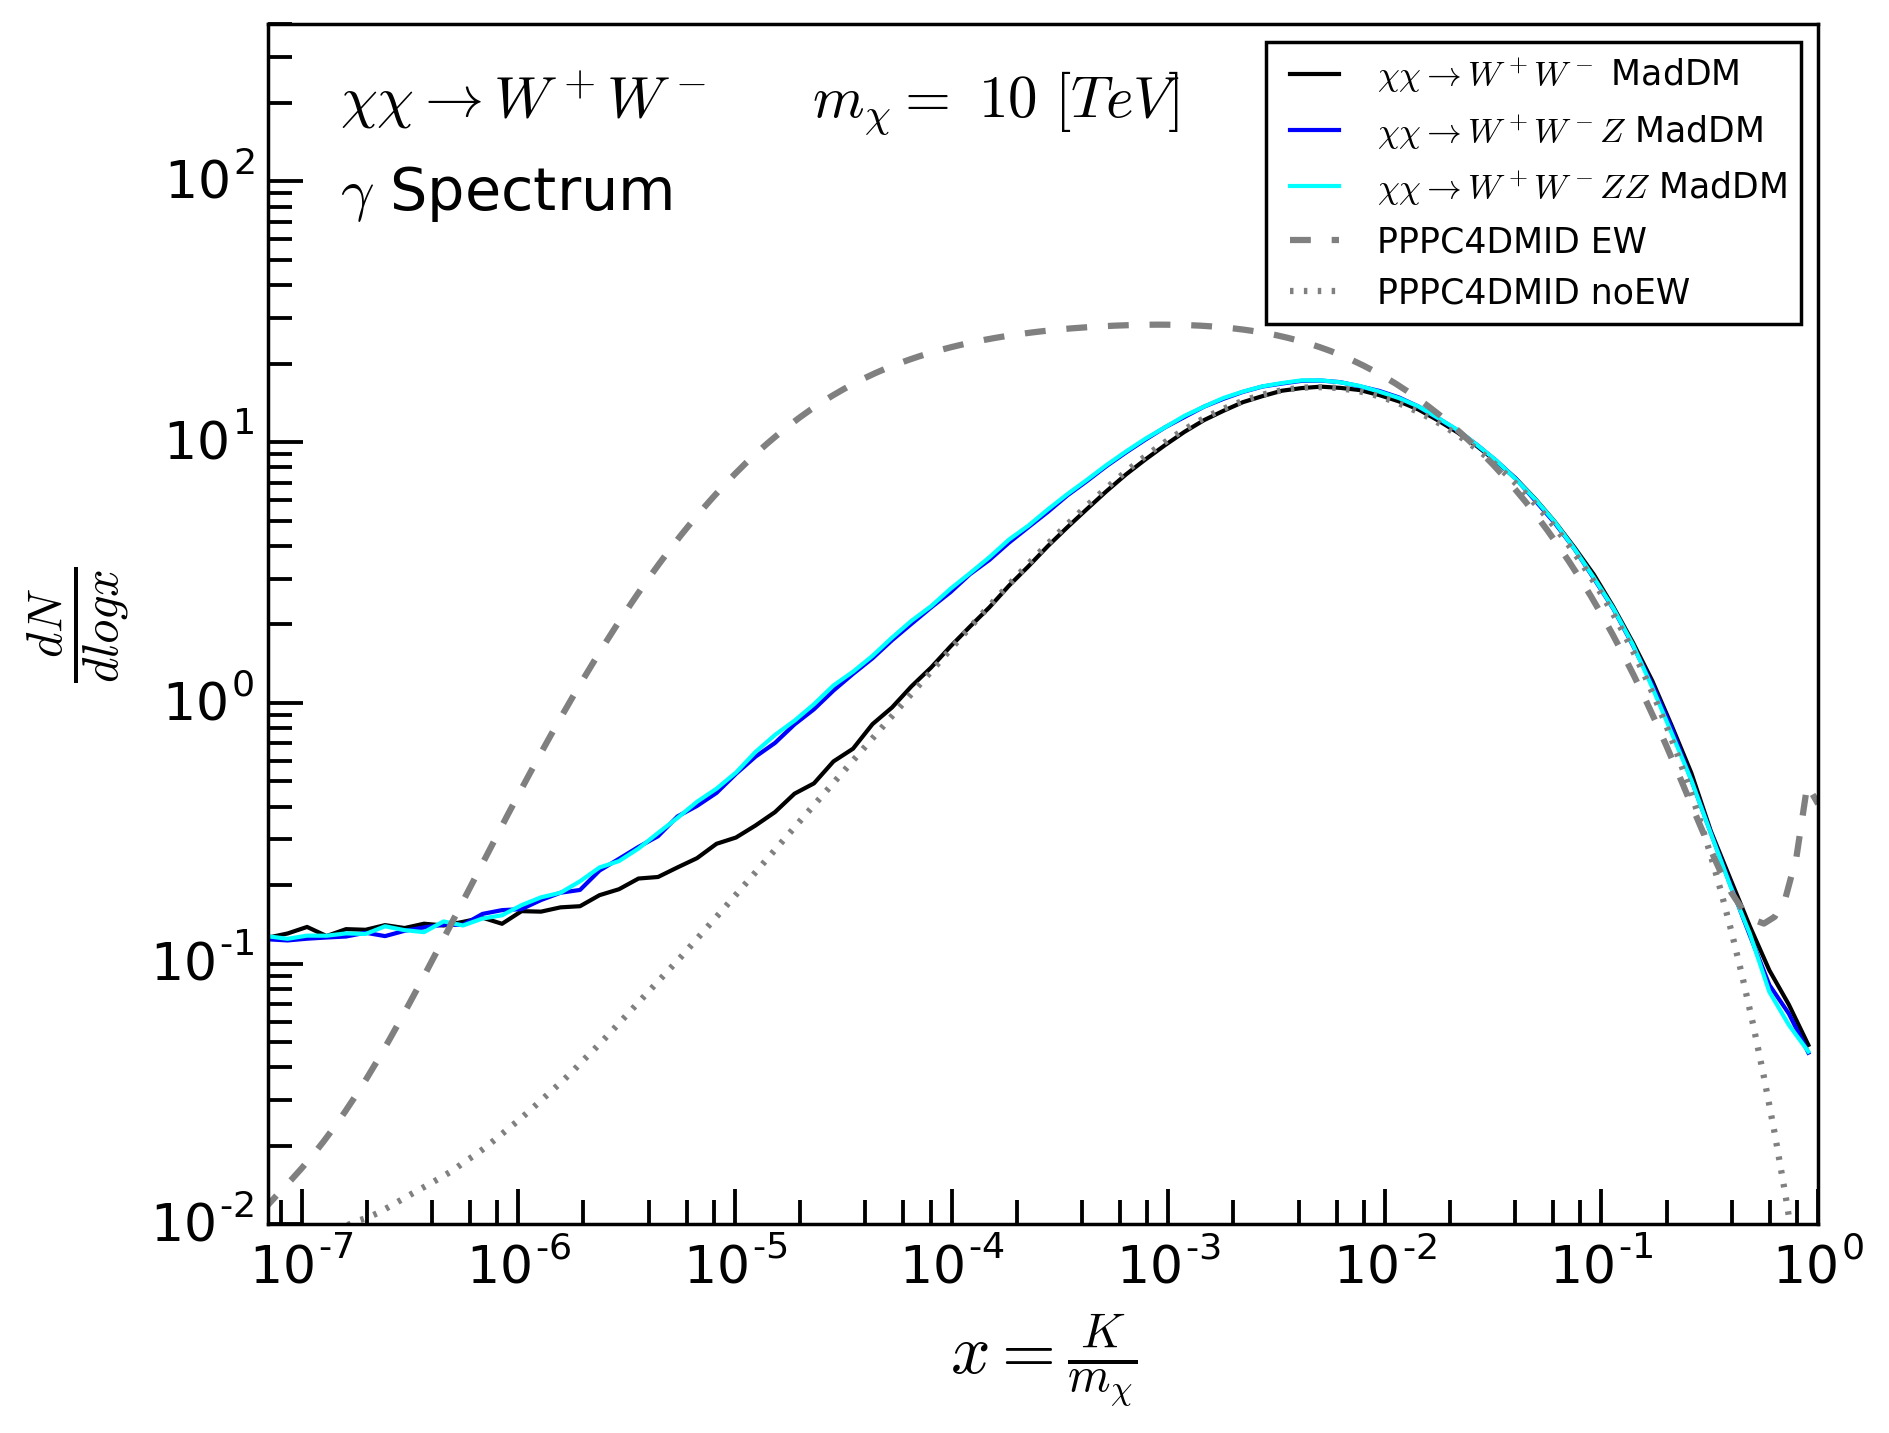 χχ → W⁺W⁻ m_χ = 10 [TeV]
γ Spectrum
χχ → W⁺W⁻ MadDM
χχ → W⁺W⁻Z MadDM
χχ → W⁺W⁻ZZ MadDM
PPPC4DMID EW
PPPC4DMID noEW
10²
10¹
10⁰
10⁻¹
10⁻²
dN
dlogx
10⁻⁷ 10⁻⁶ 10⁻⁵ 10⁻⁴ 10⁻³ 10⁻² 10⁻¹ 10⁰
x = K
m_χ